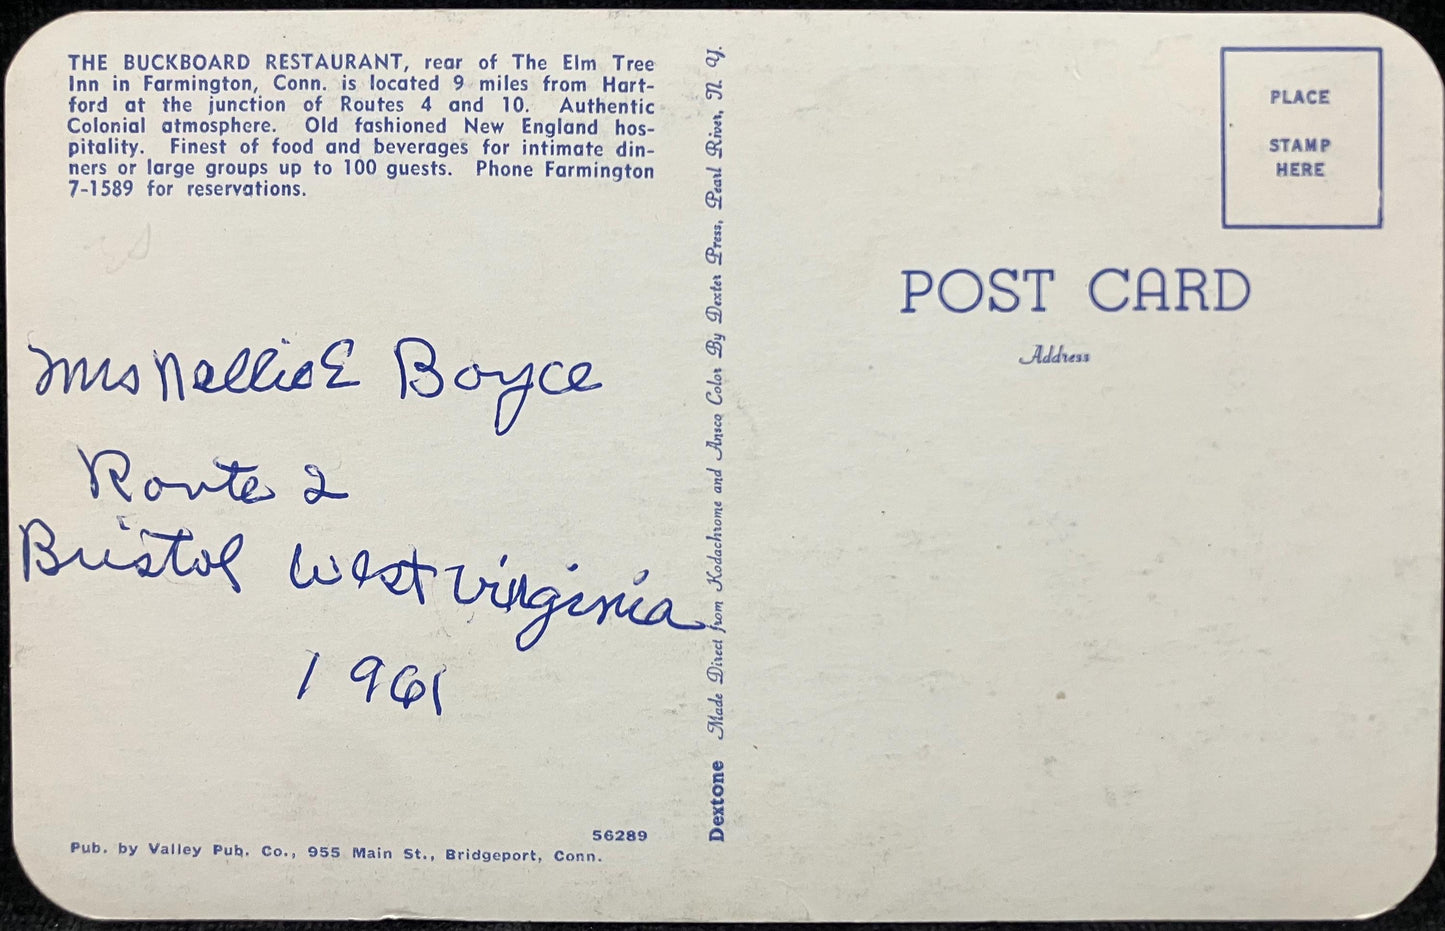 THE BUCKBOARD RESTAURANT, rear of The Elm Tree
Inn in Farmington, Conn. is located 9 miles from Hart-
ford at the junction of Routes 4 and 10. Authentic
Colonial atmosphere. Old fashioned New England hos-
pitality. Finest of food and beverages for intimate din-
ners or large groups up to 100 guests. Phone Farmington
7-1589 for reservations.
Mrs Nellie E Boyce
Route 2
Bristol West Virginia
1961
56289
Pub. by Valley Pub. Co., 955 Main St., Bridgeport, Conn.
Dextone Made Direct from Kodachrome and Ansco Color By Dexter Press, Pearl River, N. Y.
PLACE
STAMP
HERE
POST CARD
Address